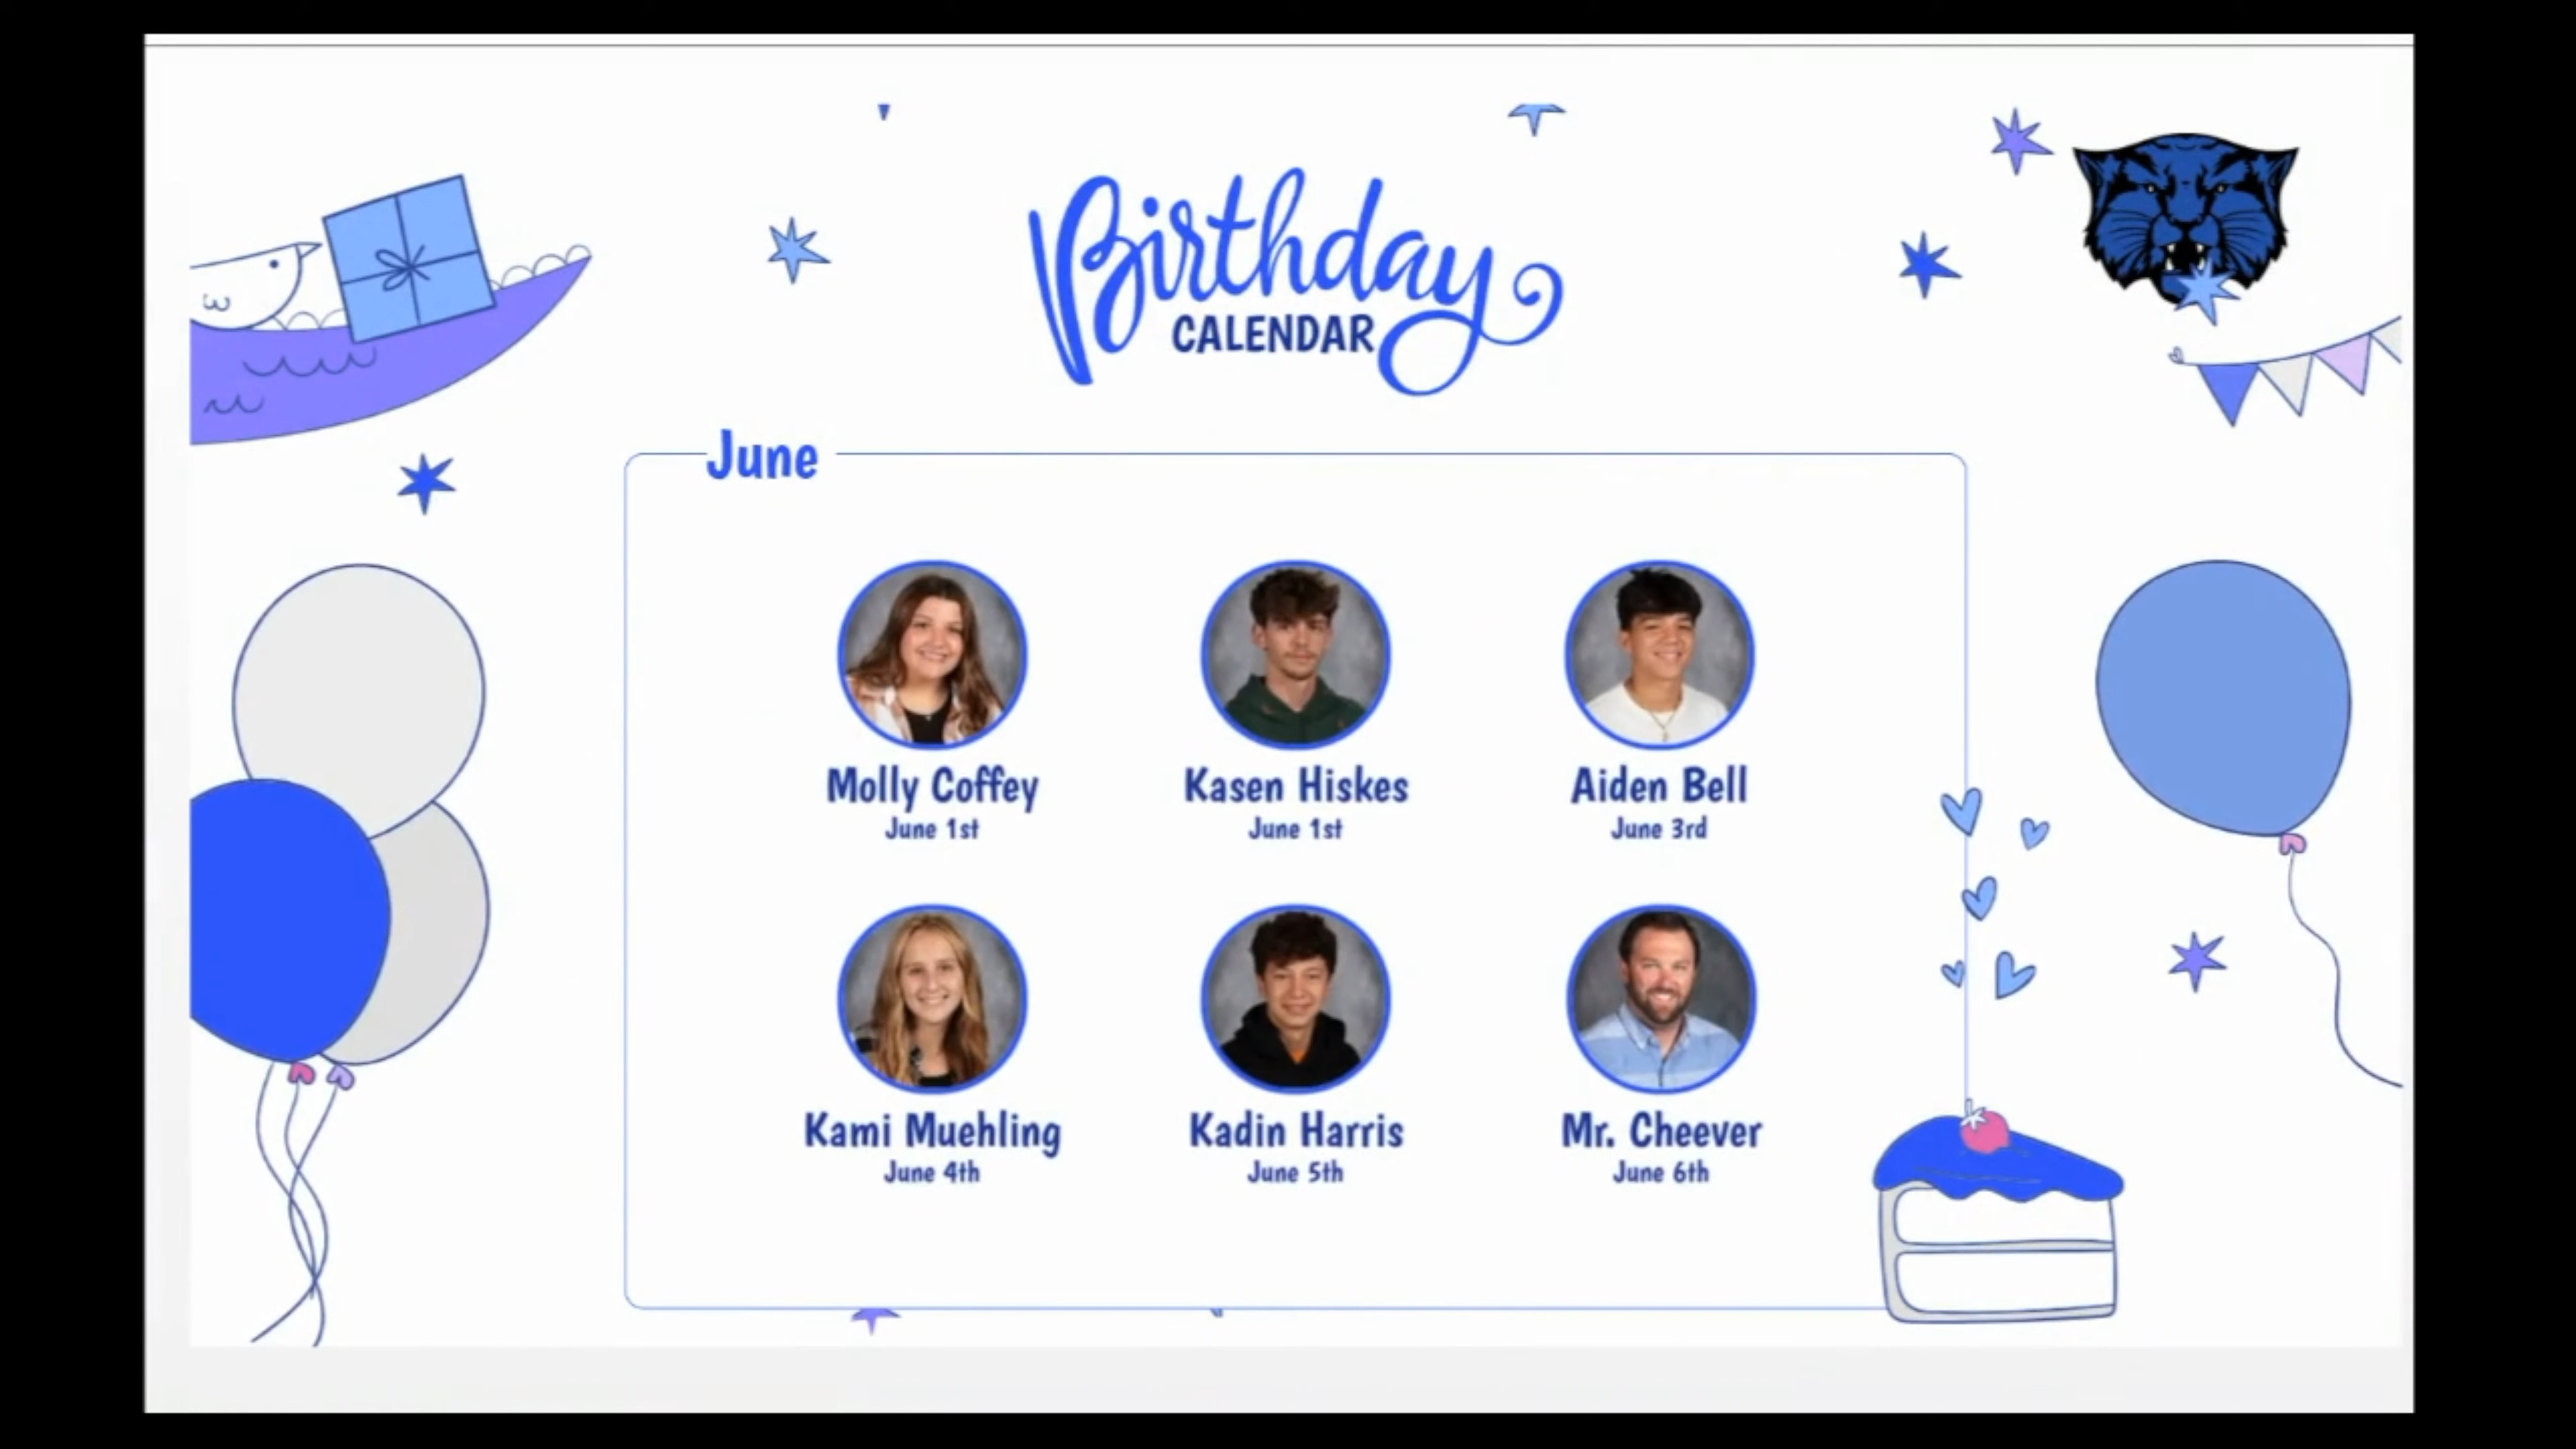 Birthday
CALENDAR
June
Molly Coffey
June 1st
Kasen Hiskes
June 1st
Aiden Bell
June 3rd
Kami Muehling
June 4th
Kadin Harris
June 5th
Mr. Cheever
June 6th